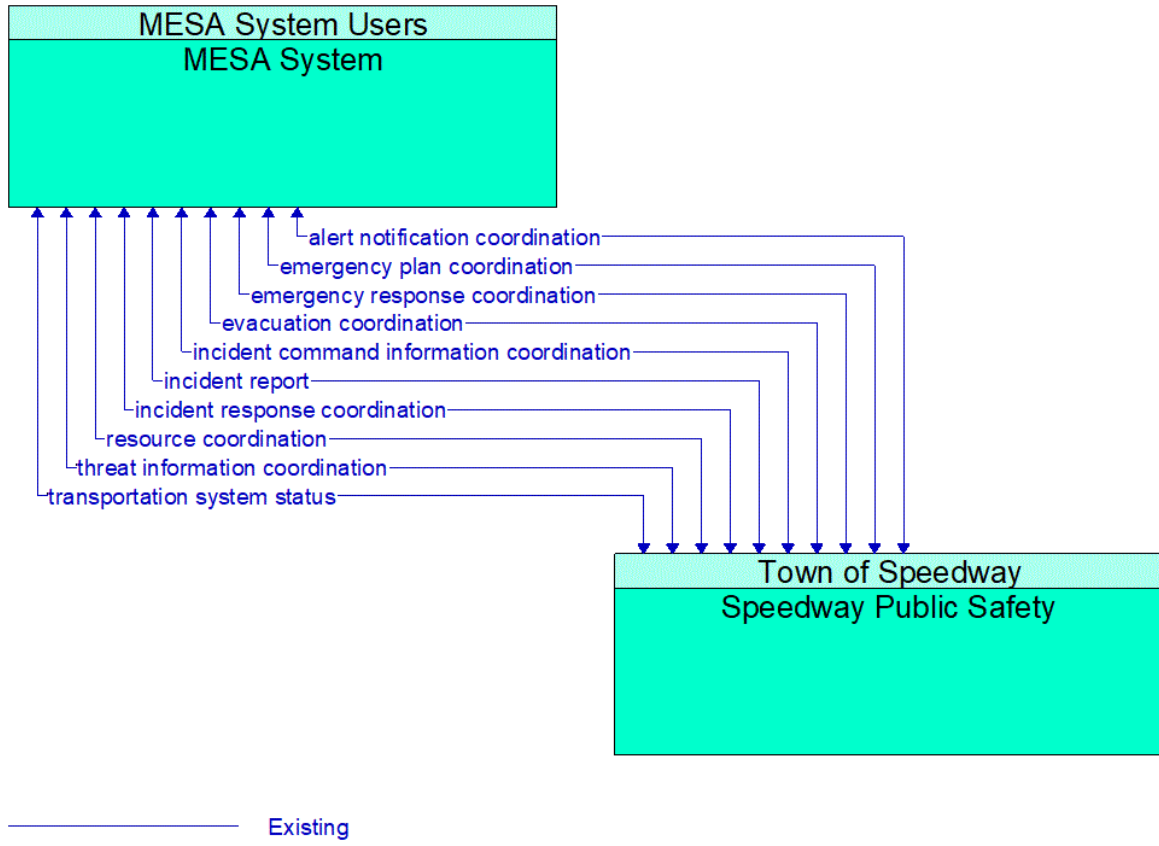 MESA System Users
MESA System
alert notification coordination
emergency plan coordination
emergency response coordination
evacuation coordination
incident command information coordination
incident report
incident response coordination
resource coordination
threat information coordination
transportation system status
Town of Speedway
Speedway Public Safety
Existing